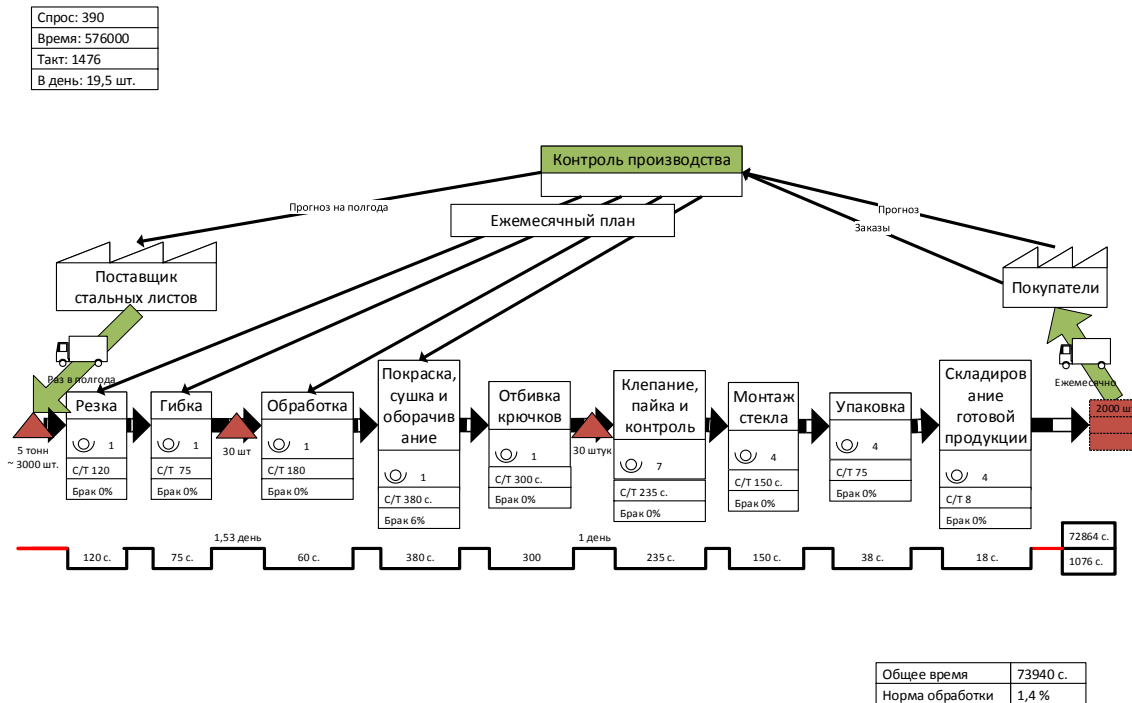 Спрос: 390
Время: 576000
Такт: 1476
В день: 19,5 шт.
Контроль производства
Прогноз на полгода
Ежемесячный план
Прогноз
Заказы
Поставщик
стальных листов
Покупатели
Раз в полгода
Ежемесячно
5 тонн
~ 3000 шт.
Резка
1
С/Т 120
Брак 0%
Гибка
1
С/Т 75
Брак 0%
30 шт
Обработка
1
С/Т 180
Брак 0%
Покраска,
сушка и
оборачив
ание
1
С/Т 380 с.
Брак 6%
Отбивка
крючков
1
С/Т 300 с.
Брак 0%
30 штук
Клепание,
пайка и
контроль
7
С/Т 235 с.
Брак 0%
Монтаж
стекла
4
С/Т 150 с.
Брак 0%
Упаковка
4
С/Т 75
Брак 0%
Складиров
ание
готовой
продукции
4
С/Т 8
Брак 0%
2000 ш
1,53 день
1 день
120 с.
75 с.
60 с.
380 с.
300
235 с.
150 с.
38 с.
18 с.
72864 с.
1076 с.
Общее время 73940 с.
Норма обработки 1,4 %